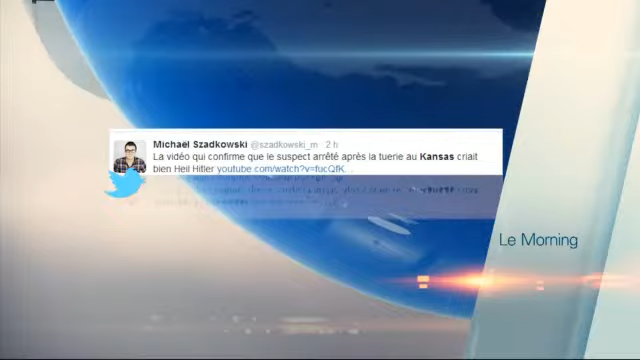 Michaël Szadkowski @szadkowski_m · 2 h
La vidéo qui confirme que le suspect arrêté après la tuerie au Kansas criait
bien Heil Hitler youtube.com/watch?v=fucQfK...
Le Morning